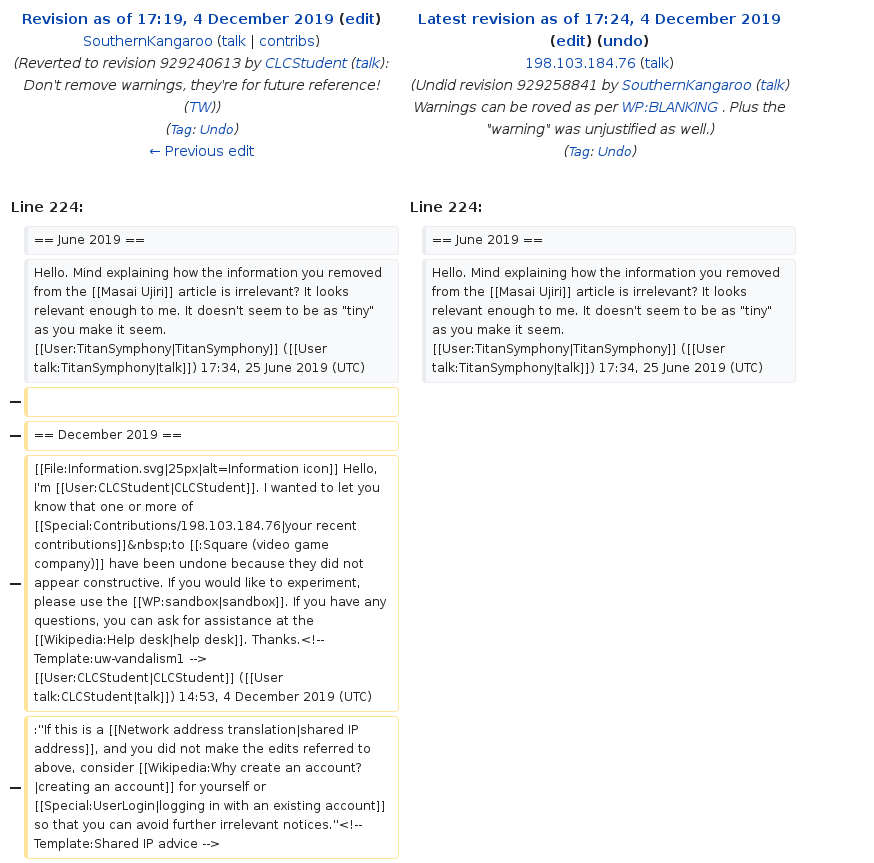 Revision as of 17:19, 4 December 2019 (edit)
SouthernKangaroo (talk | contribs)
(Reverted to revision 929240613 by CLCStudent (talk):
Don't remove warnings, they're for future reference!
(TW))
(Tag: Undo)
← Previous edit
Latest revision as of 17:24, 4 December 2019
(edit) (undo)
198.103.184.76 (talk)
(Undid revision 929258841 by SouthernKangaroo (talk)
Warnings can be roved as per WP:BLANKING . Plus the
"warning" was unjustified as well.)
(Tag: Undo)
Line 224:
Line 224:
== June 2019 ==
== June 2019 ==
Hello. Mind explaining how the information you removed
from the [[Masai Ujiri]] article is irrelevant? It looks
relevant enough to me. It doesn't seem to be as "tiny"
as you make it seem.
[[User:TitanSymphony|TitanSymphony]] ([[User
talk:TitanSymphony|talk]]) 17:34, 25 June 2019 (UTC)
Hello. Mind explaining how the information you removed
from the [[Masai Ujiri]] article is irrelevant? It looks
relevant enough to me. It doesn't seem to be as "tiny"
as you make it seem.
[[User:TitanSymphony|TitanSymphony]] ([[User
talk:TitanSymphony|talk]]) 17:34, 25 June 2019 (UTC)
−
− == December 2019 ==
[[File:Information.svg|25px|alt=Information icon]] Hello,
I'm [[User:CLCStudent|CLCStudent]]. I wanted to let you
know that one or more of
[[Special:Contributions/198.103.184.76|your recent
contributions]]&nbsp;to [[:Square (video game
company)]] have been undone because they did not
− appear constructive. If you would like to experiment,
please use the [[WP:sandbox|sandbox]]. If you have any
questions, you can ask for assistance at the
[[Wikipedia:Help desk|help desk]]. Thanks.<!--
Template:uw-vandalism1 -->
[[User:CLCStudent|CLCStudent]] ([[User
talk:CLCStudent|talk]]) 14:53, 4 December 2019 (UTC)
:''If this is a [[Network address translation|shared IP
address]], and you did not make the edits referred to
above, consider [[Wikipedia:Why create an account?
− |creating an account]] for yourself or
[[Special:UserLogin|logging in with an existing account]]
so that you can avoid further irrelevant notices.''<!--
Template:Shared IP advice -->